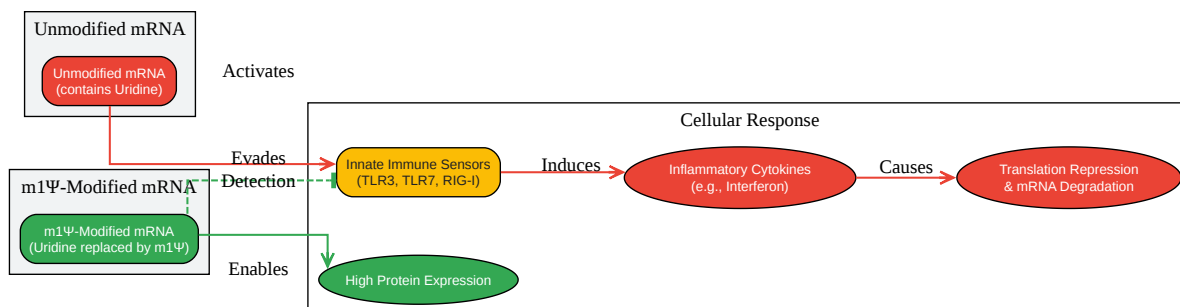 Unmodified mRNA
Unmodified mRNA
(contains Uridine)
Activates
Cellular Response
Evades
Detection
Innate Immune Sensors
(TLR3, TLR7, RIG-I)
Induces
Inflammatory Cytokines
(e.g., Interferon)
Causes
Translation Repression
& mRNA Degradation
m1Ψ-Modified mRNA
m1Ψ-Modified mRNA
(Uridine replaced by m1Ψ)
Enables
High Protein Expression